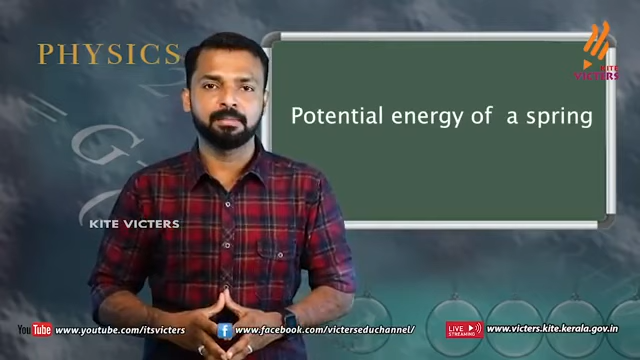 PHYSICS
KITE
VICTERS
Potential energy of a spring
KITE VICTERS
YouTube www.youtube.com/itsvicters
f www.facebook.com/victerseduchannel/
LIVE STREAMING www.victers.kite.kerala.gov.in